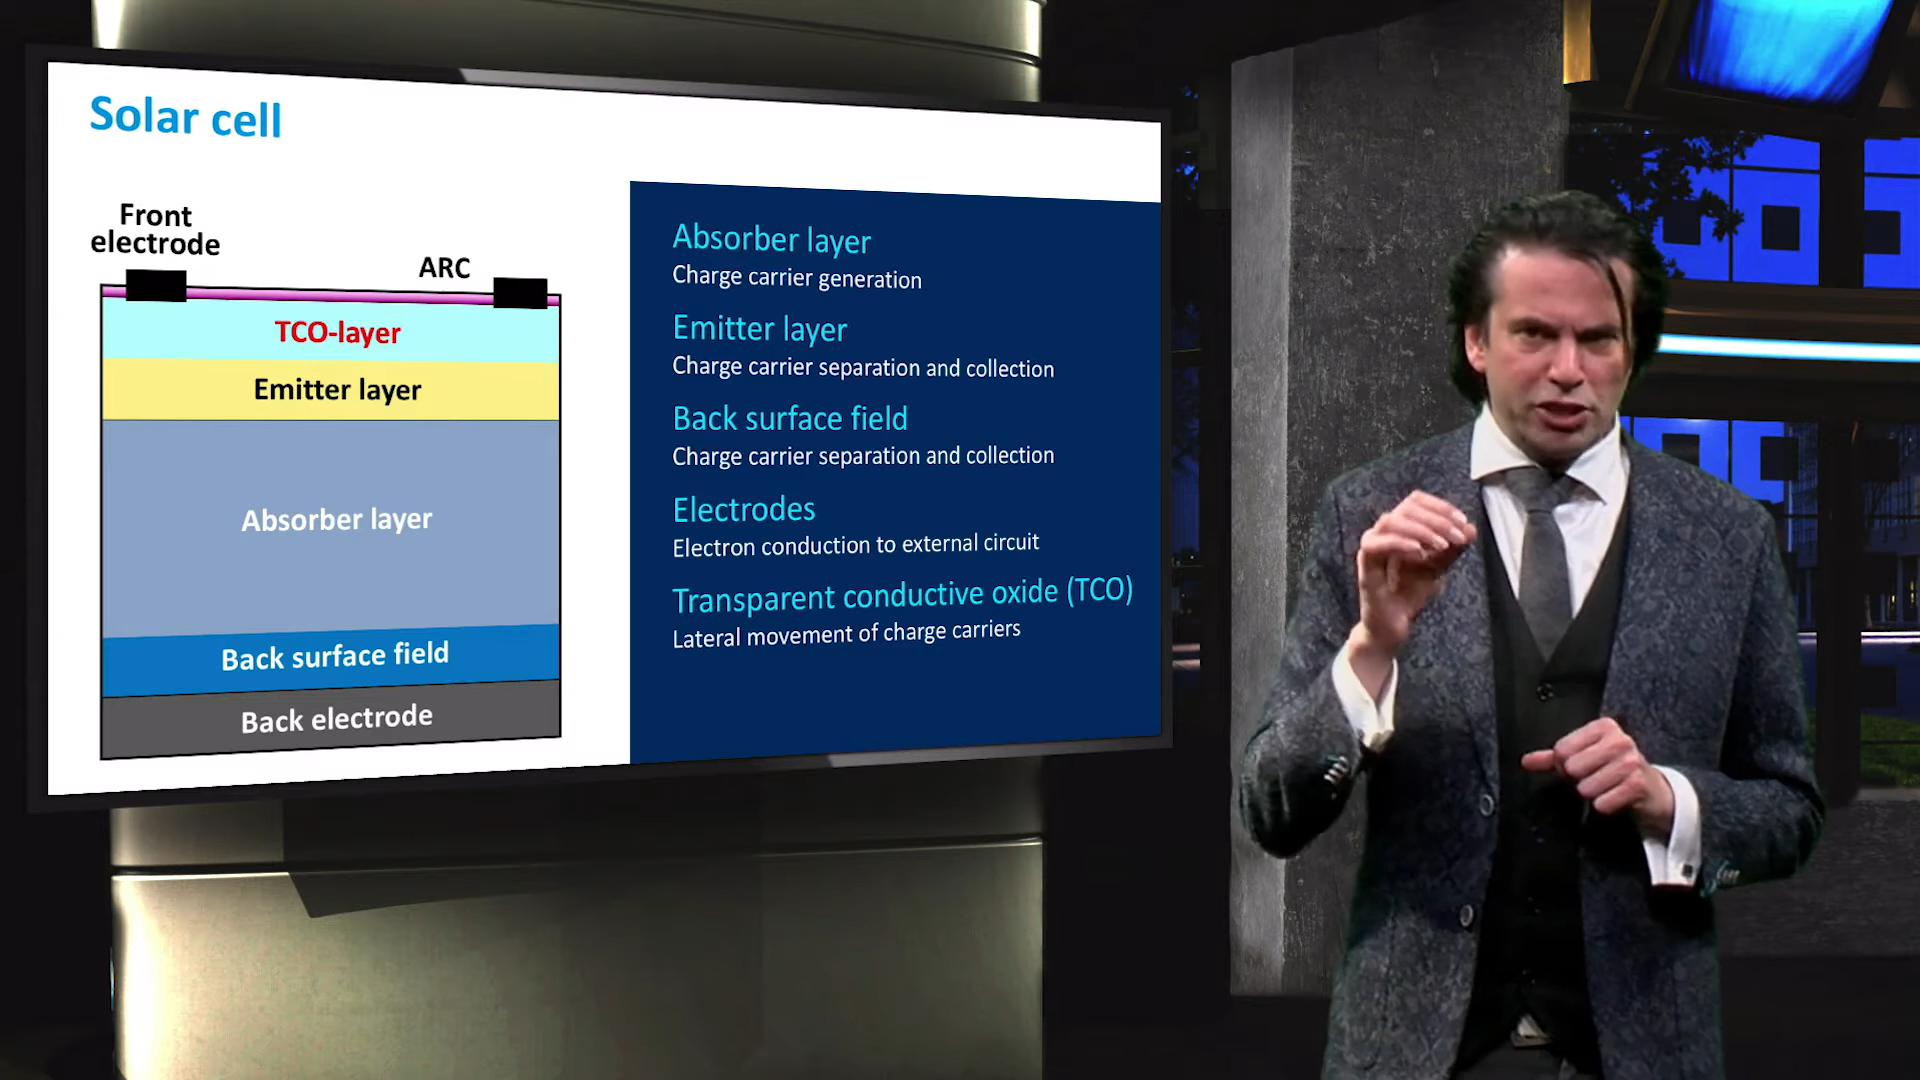 Solar cell
Front
electrode
ARC
TCO-layer
Emitter layer
Absorber layer
Back surface field
Back electrode
Absorber layer
Charge carrier generation
Emitter layer
Charge carrier separation and collection
Back surface field
Charge carrier separation and collection
Electrodes
Electron conduction to external circuit
Transparent conductive oxide (TCO)
Lateral movement of charge carriers